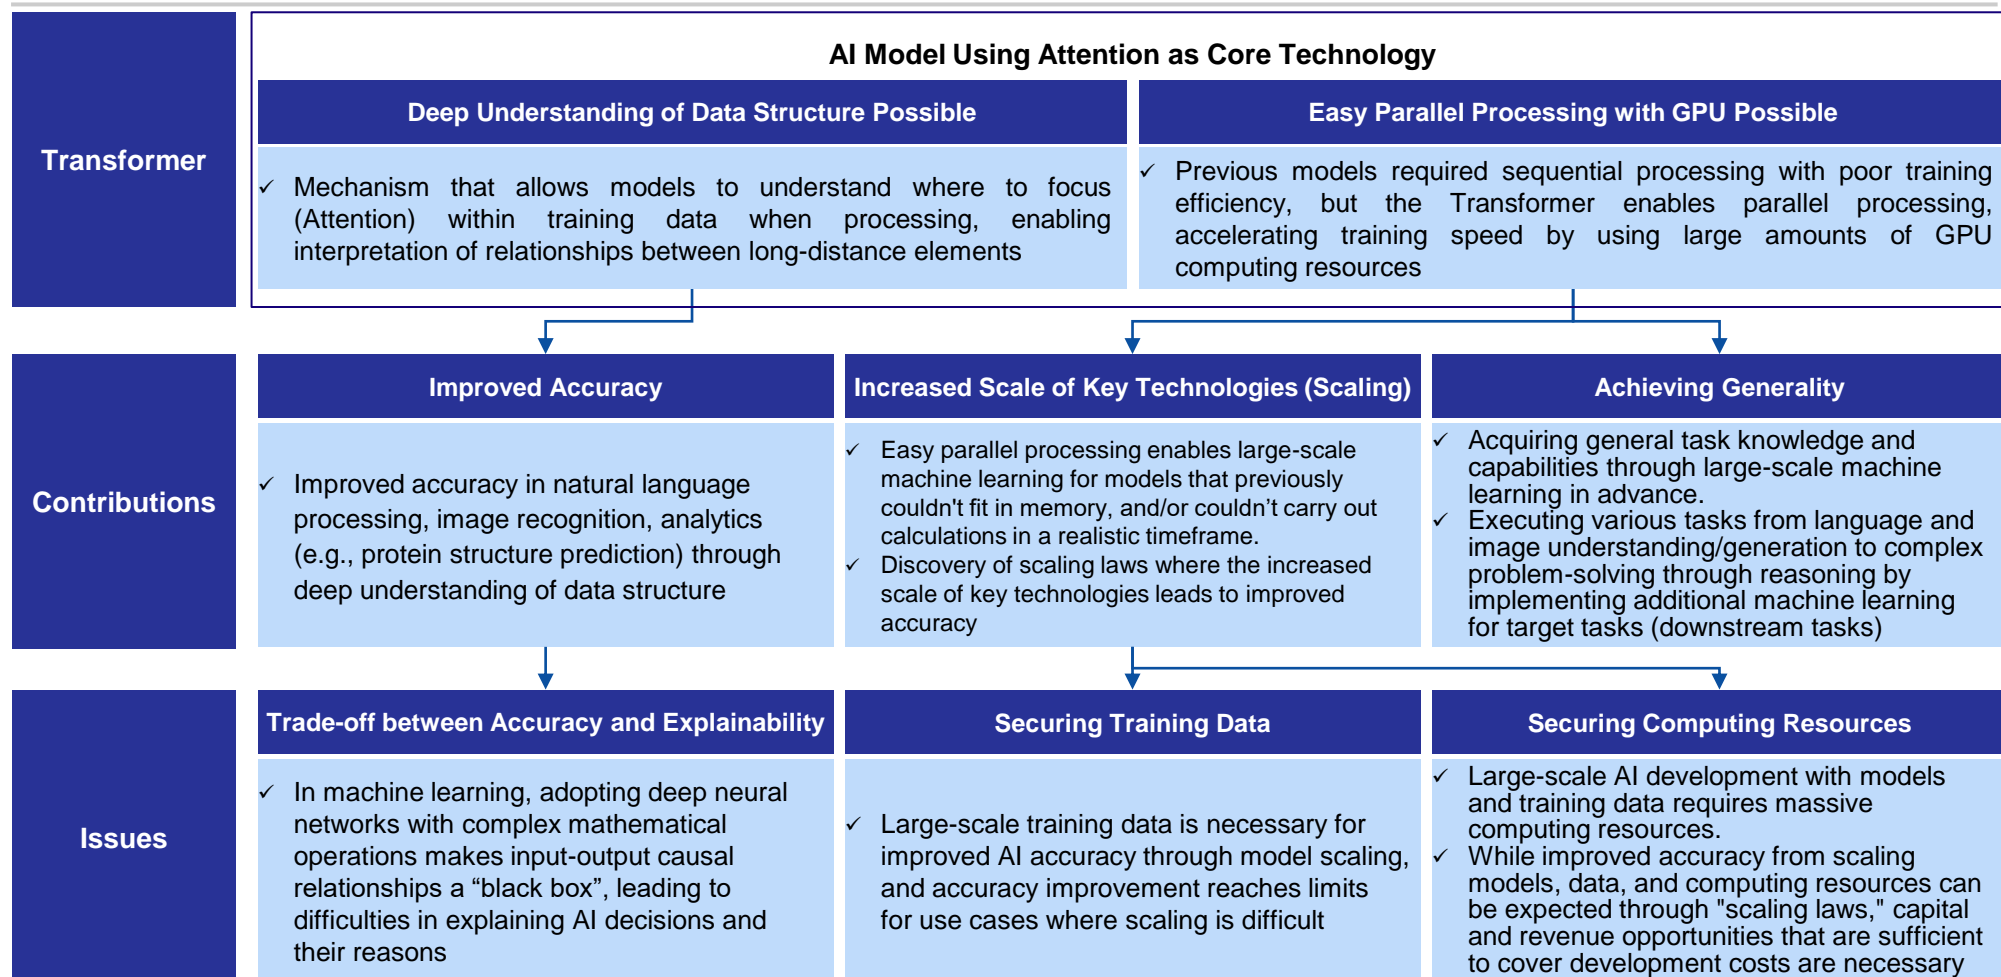 AI Model Using Attention as Core Technology
Transformer
Deep Understanding of Data Structure Possible
✓ Mechanism that allows models to understand where to focus
(Attention) within training data when processing, enabling
interpretation of relationships between long-distance elements
Easy Parallel Processing with GPU Possible
✓ Previous models required sequential processing with poor training
efficiency, but the Transformer enables parallel processing,
accelerating training speed by using large amounts of GPU
computing resources
Contributions
Improved Accuracy
✓ Improved accuracy in natural language
processing, image recognition, analytics
(e.g., protein structure prediction) through
deep understanding of data structure
Increased Scale of Key Technologies (Scaling)
✓ Easy parallel processing enables large-scale
machine learning for models that previously
couldn't fit in memory, and/or couldn’t carry out
calculations in a realistic timeframe.
✓ Discovery of scaling laws where the increased
scale of key technologies leads to improved
accuracy
Achieving Generality
✓ Acquiring general task knowledge and
capabilities through large-scale machine
learning in advance.
✓ Executing various tasks from language and
image understanding/generation to complex
problem-solving through reasoning by
implementing additional machine learning
for target tasks (downstream tasks)
Issues
Trade-off between Accuracy and Explainability
✓ In machine learning, adopting deep neural
networks with complex mathematical
operations makes input-output causal
relationships a “black box”, leading to
difficulties in explaining AI decisions and
their reasons
Securing Training Data
✓ Large-scale training data is necessary for
improved AI accuracy through model scaling,
and accuracy improvement reaches limits
for use cases where scaling is difficult
Securing Computing Resources
✓ Large-scale AI development with models
and training data requires massive
computing resources.
✓ While improved accuracy from scaling
models, data, and computing resources can
be expected through "scaling laws," capital
and revenue opportunities that are sufficient
to cover development costs are necessary